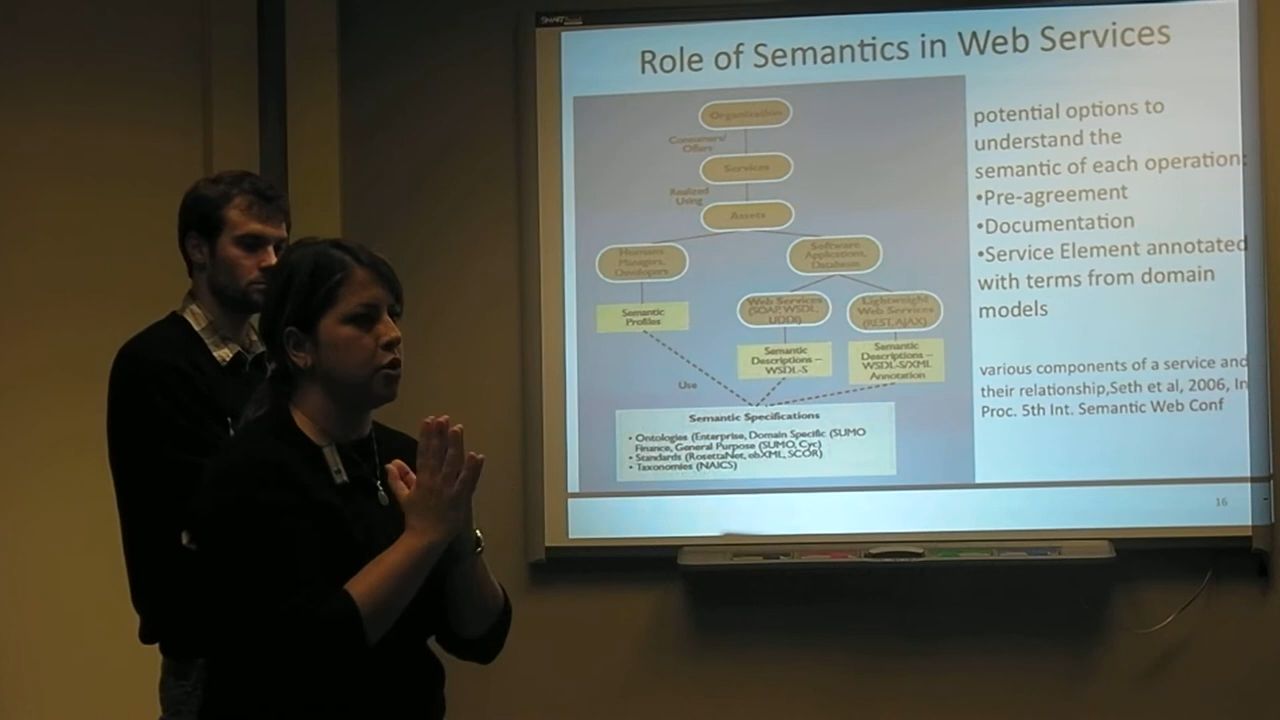 SMART
Role of Semantics in Web Services
Organization
Consumers/
Offers
Services
Realized
Using
Assets
Humans
Managers,
Developers
Software
Applications,
Databases
Semantic
Profiles
Web Services
(SOAP, WSDL,
UDDI)
Lightweight
Web Services
(REST, AJAX)
Semantic
Descriptions –
WSDL-S
Semantic
Descriptions –
WSDL-S/XML
Annotation
Use
Semantic Specifications
• Ontologies (Enterprise, Domain Specific (SUMO
Finance, General Purpose (SUMO, Cyc)
• Standards (RosettaNet, ebXML, SCOR)
• Taxonomies (NAICS)
potential options to
understand the
semantic of each operation:
•Pre-agreement
•Documentation
•Service Element annotated
with terms from domain
models
various components of a service and
their relationship,Seth et al, 2006, In
Proc. 5th Int. Semantic Web Conf
16